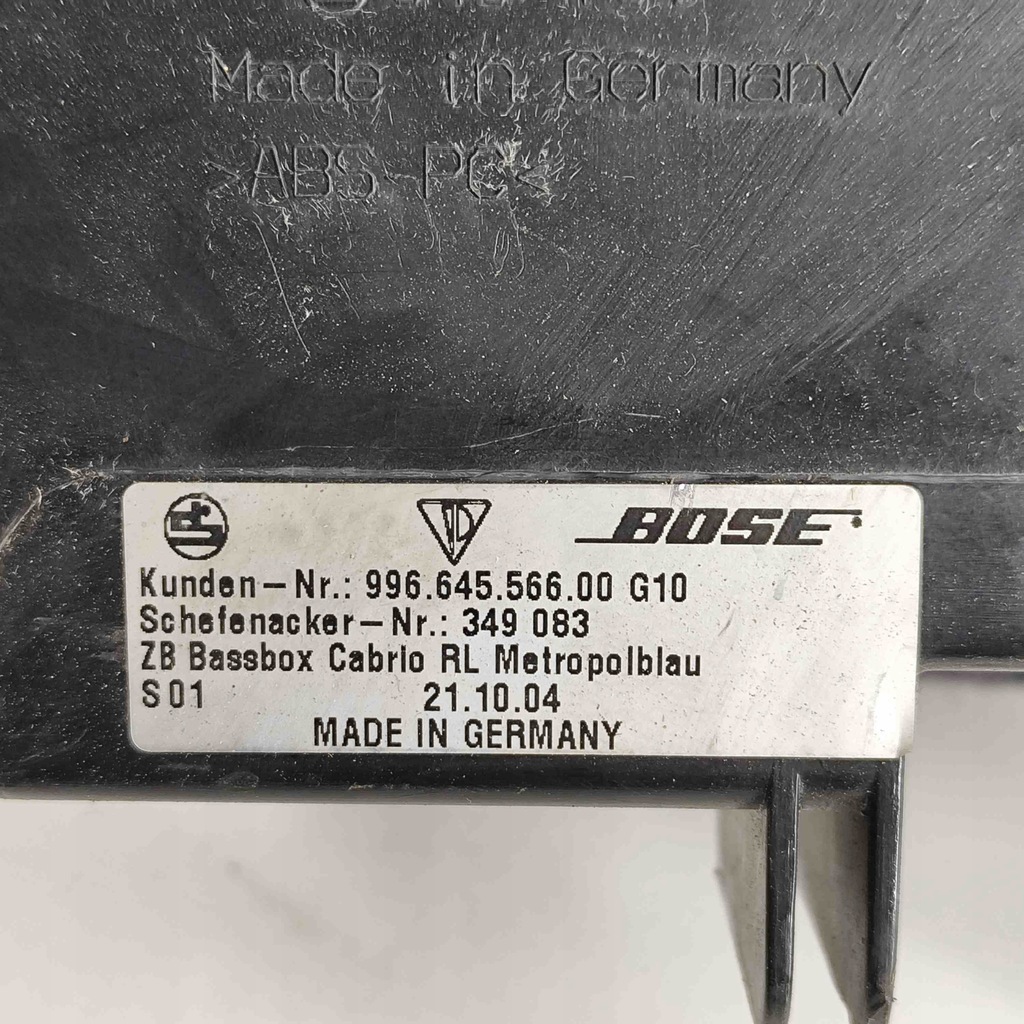 Made in Germany
>ABS PC<
BOSE
Kunden-Nr.: 996.645.566.00 G10
Schefenacker-Nr.: 349 083
ZB Bassbox Cabrio RL Metropolblau
S01 21.10.04
MADE IN GERMANY